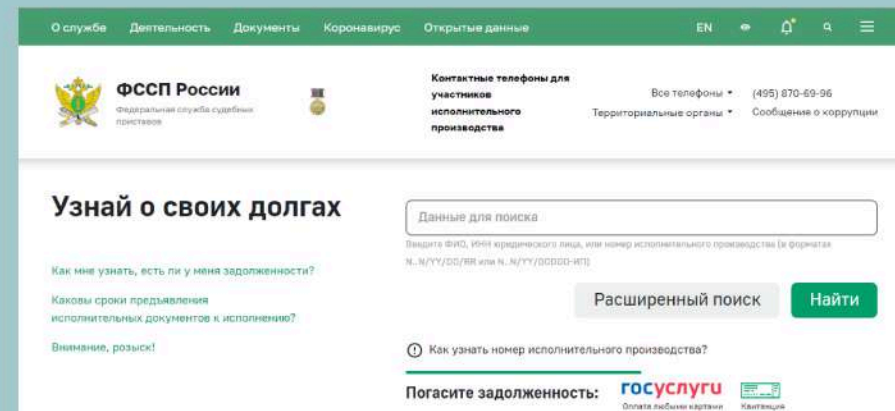 О службе Деятельность Документы Коронавирус Открытые данные EN
ФССП России
Федеральная служба судебных
приставов
Контактные телефоны для
участников
исполнительного
производства
Все телефоны
Территориальные органы
(495) 870-69-96
Сообщение о коррупции
Узнай о своих долгах
Как мне узнать, есть ли у меня задолженности?
Каковы сроки предъявления
исполнительных документов к исполнению?
Внимание, розыск!
Данные для поиска
Введите ФИО, ИНН юридического лица, или номер исполнительного производства (в форматах
N..N/YY/DD/RR или N..N/YY/DDDDD-ИП)
Расширенный поиск Найти
Как узнать номер исполнительного производства?
Погасите задолженность:
госуслуги
Оплата любыми картами
Квитанция